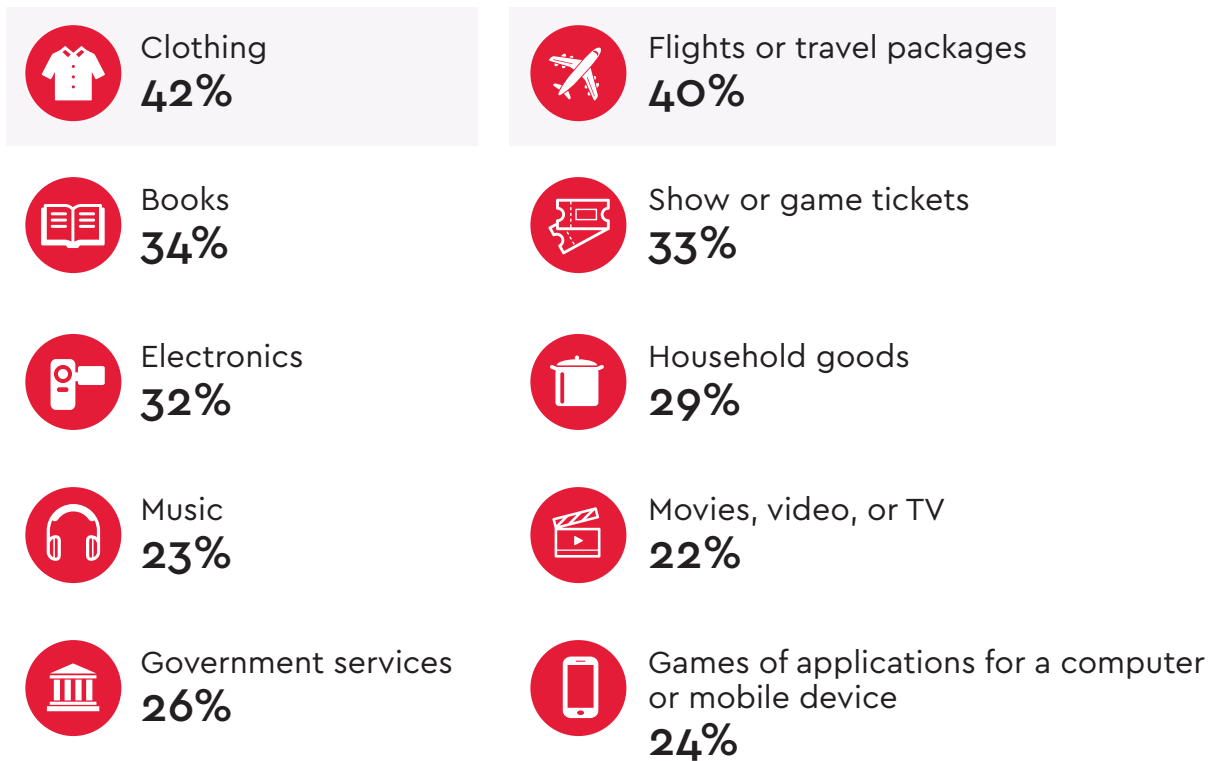 Clothing
42%
Flights or travel packages
40%
Books
34%
Show or game tickets
33%
Electronics
32%
Household goods
29%
Music
23%
Movies, video, or TV
22%
Government services
26%
Games of applications for a computer
or mobile device
24%